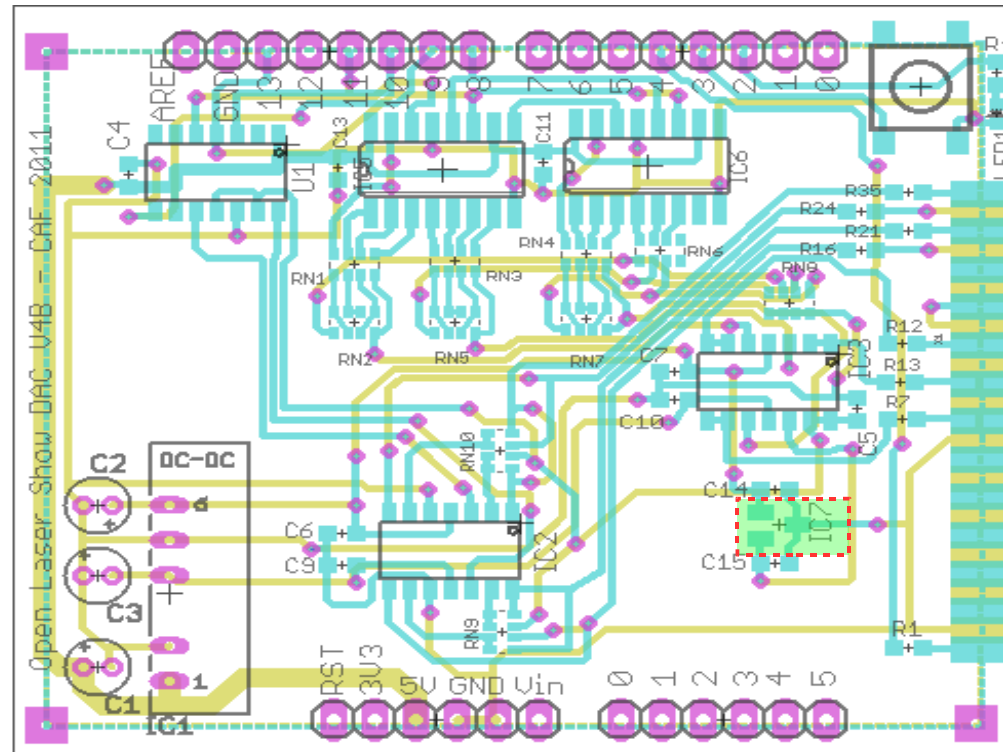 AREF
GND
13
12
11
10
9
8
7
6
5
4
3
2
1
0
C4
U1
C13
IC5
C11
IC6
LED1
R35
R24
R21
R16
RN1
RN3
RN4
RN6
RN8
RN2
RN5
RN7
R12
R13
R7
C7
C10
IC3
C5
Open Laser Show DAC V4B - CAF 2011
C2
DC-DC
6
C3
C1
1
IC1
RN10
C6
C9
IC2
RN9
C14
IC7
C15
R1
RST
3V3
5V GND Vin
0
1
2
3
4
5